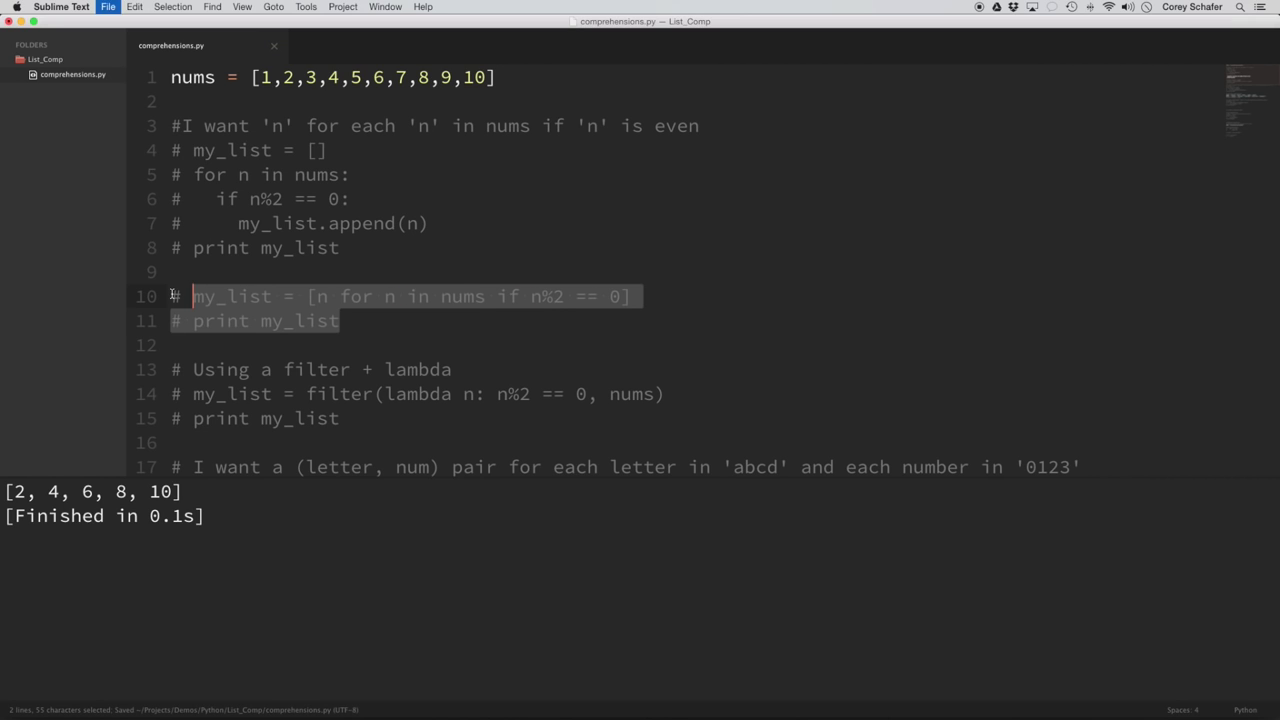 Sublime Text File Edit Selection Find View Goto Tools Project Window Help Corey Schafer
comprehensions.py — List_Comp
FOLDERS
List_Comp
comprehensions.py
comprehensions.py
1 nums = [1,2,3,4,5,6,7,8,9,10]
2
3 #I want 'n' for each 'n' in nums if 'n' is even
4 # my_list = []
5 # for n in nums:
6 #   if n%2 == 0:
7 #     my_list.append(n)
8 # print my_list
9
10 # my_list = [n for n in nums if n%2 == 0]
11 # print my_list
12
13 # Using a filter + lambda
14 # my_list = filter(lambda n: n%2 == 0, nums)
15 # print my_list
16
17 # I want a (letter, num) pair for each letter in 'abcd' and each number in '0123'
[2, 4, 6, 8, 10]
[Finished in 0.1s]
2 lines, 55 characters selected, Saved ~/Projects/Demos/Python/List_Comp/comprehensions.py (UTF-8) Spaces: 4 Python